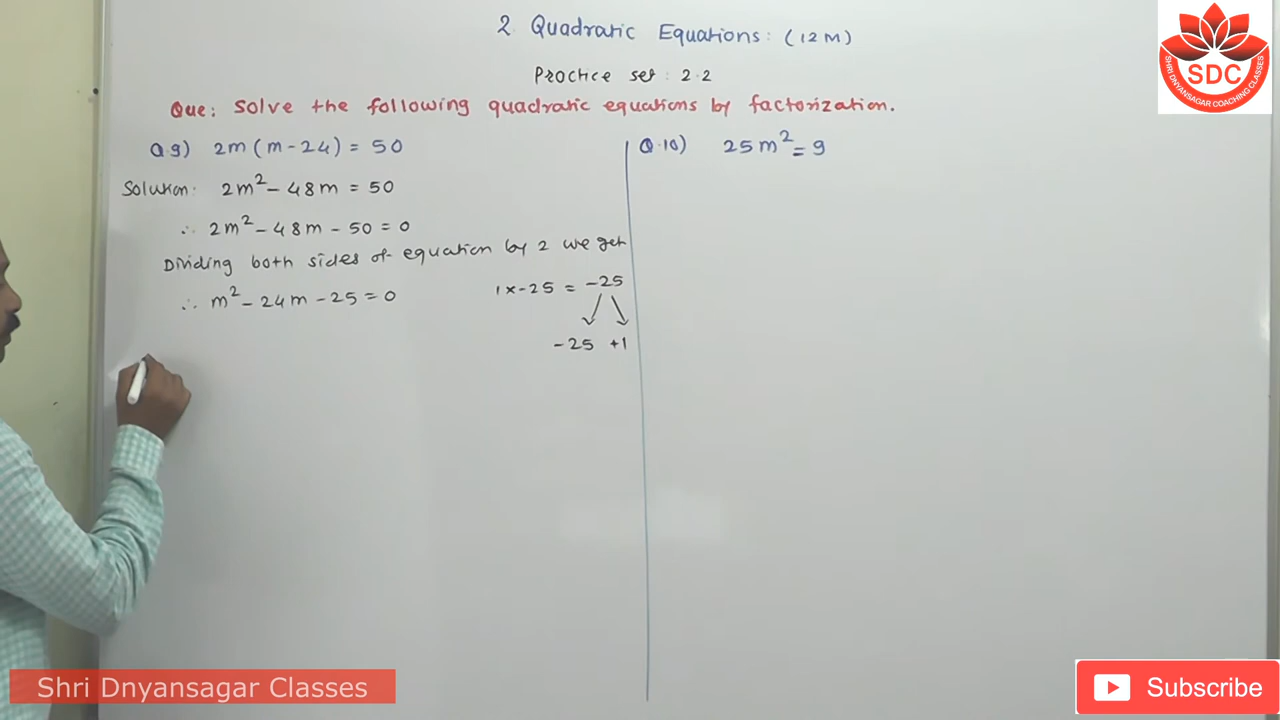 2 Quadratic Equations: (12M)
Practice set : 2.2
Que: Solve the following quadratic equations by factorization.
Q 9) 2m(m-24) = 50
Solution: 2m² - 48m = 50
∴ 2m² - 48m - 50 = 0
Dividing both sides of equation by 2 we get
∴ m² - 24m - 25 = 0
1 x -25 = -25
-25 +1
Q.10) 25m² = 9
SDC
SHRI DNYANSAGAR COACHING CLASSES
Shri Dnyansagar Classes
Subscribe